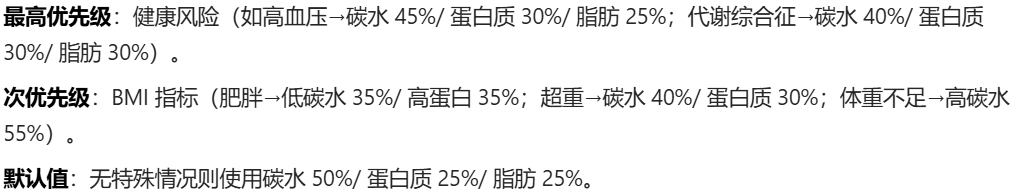 最高优先级：健康风险（如高血压→碳水 45%/ 蛋白质 30%/ 脂肪 25%；代谢综合征→碳水 40%/ 蛋白质
30%/ 脂肪 30%）。
次优先级：BMI 指标（肥胖→低碳水 35%/ 高蛋白 35%；超重→碳水 40%/ 蛋白质 30%；体重不足→高碳水
55%）。
默认值：无特殊情况则使用碳水 50%/ 蛋白质 25%/ 脂肪 25%。